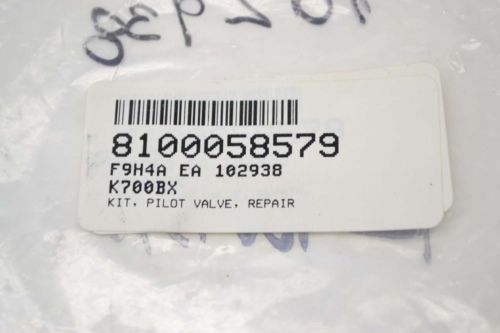 8100058579
F9H4A EA 102938
K700BX
KIT, PILOT VALVE, REPAIR